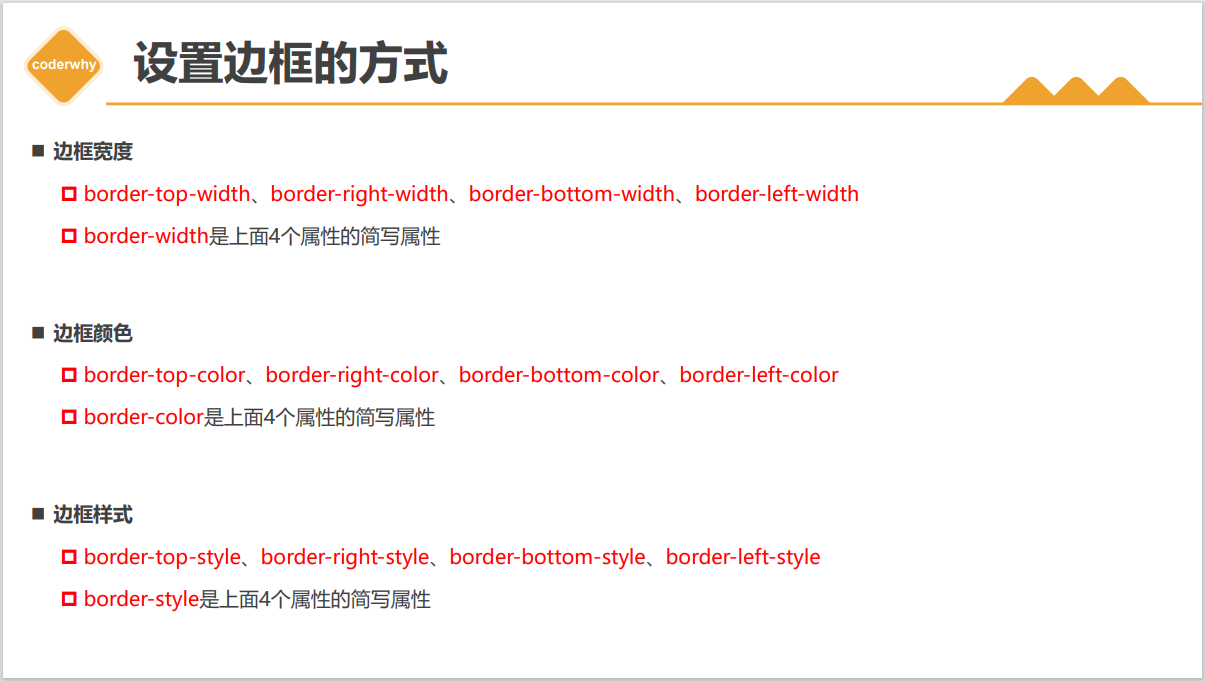 coderwhy
设置边框的方式
边框宽度
border-top-width、border-right-width、border-bottom-width、border-left-width
border-width是上面4个属性的简写属性
边框颜色
border-top-color、border-right-color、border-bottom-color、border-left-color
border-color是上面4个属性的简写属性
边框样式
border-top-style、border-right-style、border-bottom-style、border-left-style
border-style是上面4个属性的简写属性